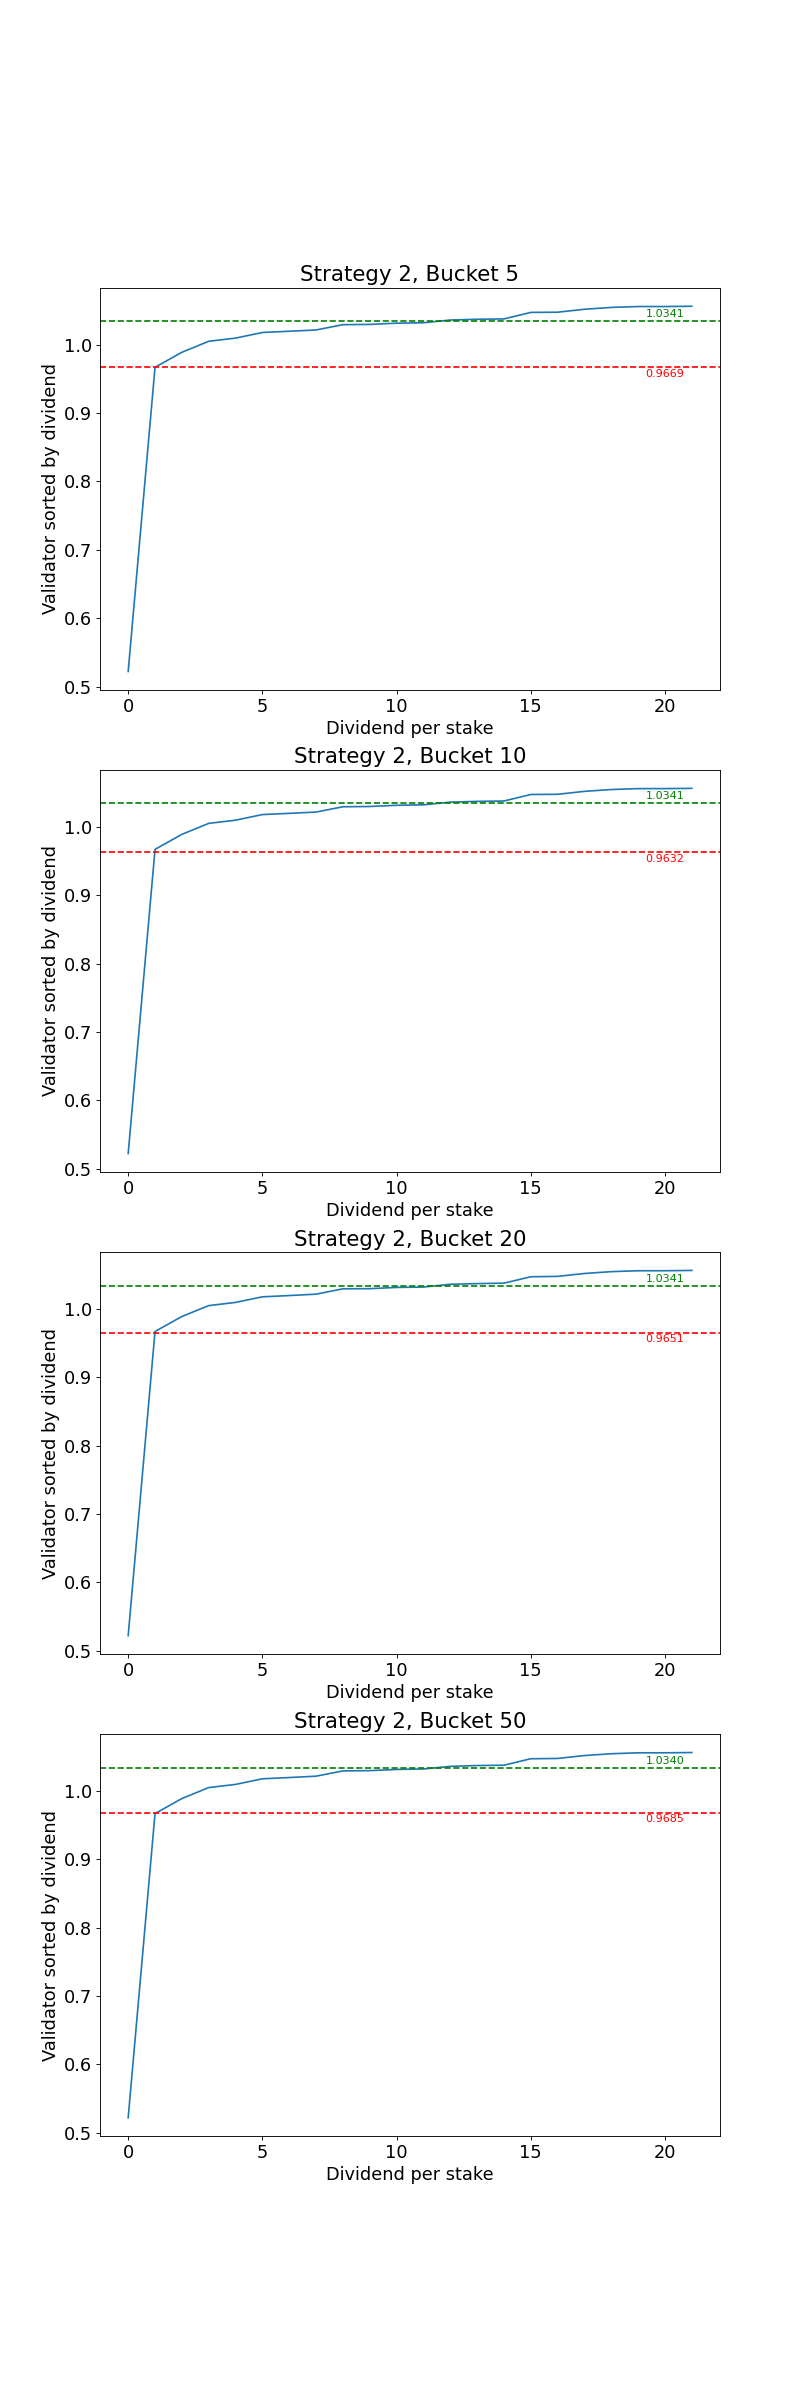 Strategy 2, Bucket 5
1.0341
0.9669
1.0
0.9
0.8
0.7
0.6
0.5
Validator sorted by dividend
0 5 10 15 20
Dividend per stake
Strategy 2, Bucket 10
1.0341
0.9632
1.0
0.9
0.8
0.7
0.6
0.5
Validator sorted by dividend
0 5 10 15 20
Dividend per stake
Strategy 2, Bucket 20
1.0341
0.9651
1.0
0.9
0.8
0.7
0.6
0.5
Validator sorted by dividend
0 5 10 15 20
Dividend per stake
Strategy 2, Bucket 50
1.0340
0.9685
1.0
0.9
0.8
0.7
0.6
0.5
Validator sorted by dividend
0 5 10 15 20
Dividend per stake